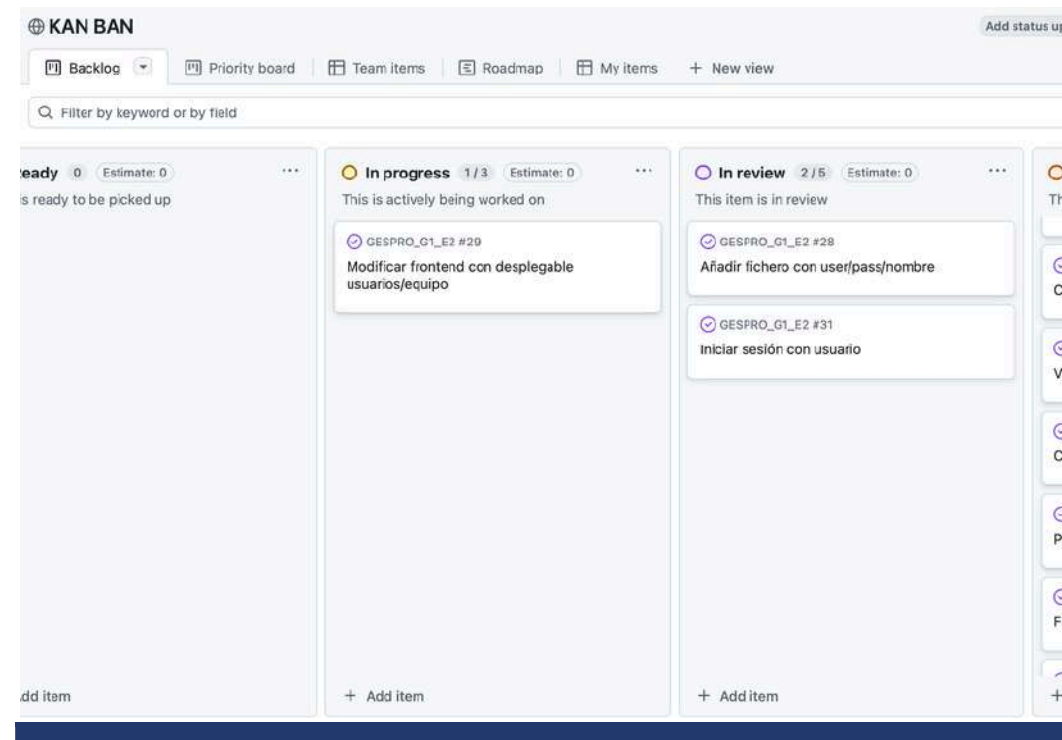 KAN BAN
Add status up
Backlog
Priority board
Team items
Roadmap
My items
+ New view
Filter by keyword or by field
eady 0 Estimate: 0 ...
s ready to be picked up
dd item
In progress 1 / 3 Estimate: 0 ...
This is actively being worked on
GESPRO_G1_E2 #29
Modificar frontend con desplegable
usuarios/equipo
+ Add item
In review 2 / 5 Estimate: 0 ...
This item is in review
GESPRO_G1_E2 #28
Añadir fichero con user/pass/nombre
GESPRO_G1_E2 #31
Iniciar sesión con usuario
+ Add item
Th
C
V
C
P
F
+